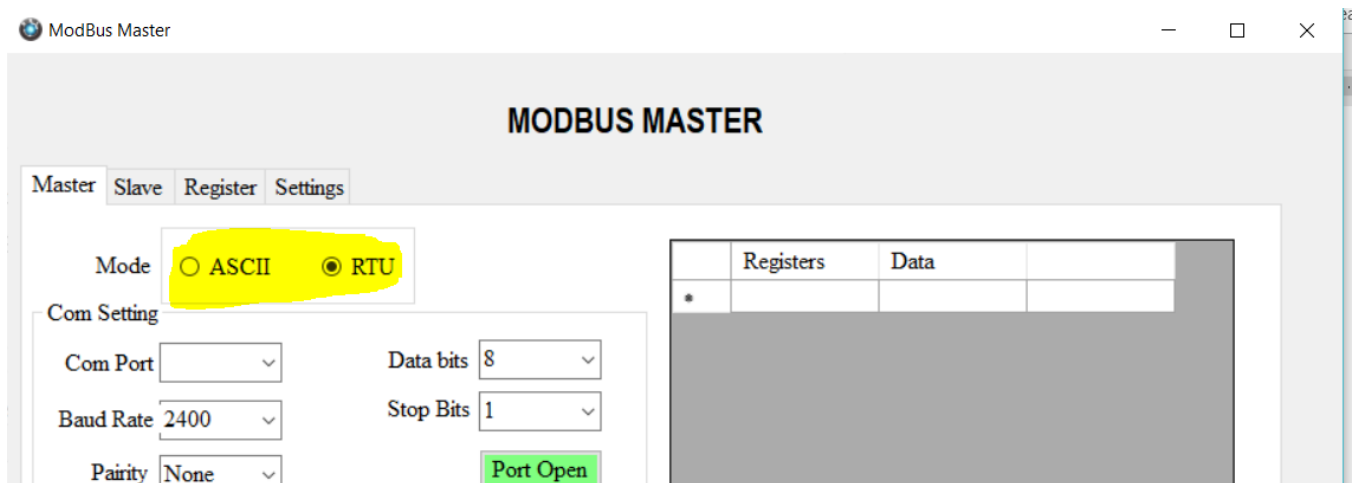 ModBus Master
MODBUS MASTER
Master Slave Register Settings
Mode ASCII RTU
Registers Data
Com Setting
Com Port
Data bits 8
Baud Rate 2400
Stop Bits 1
Pairity None
Port Open